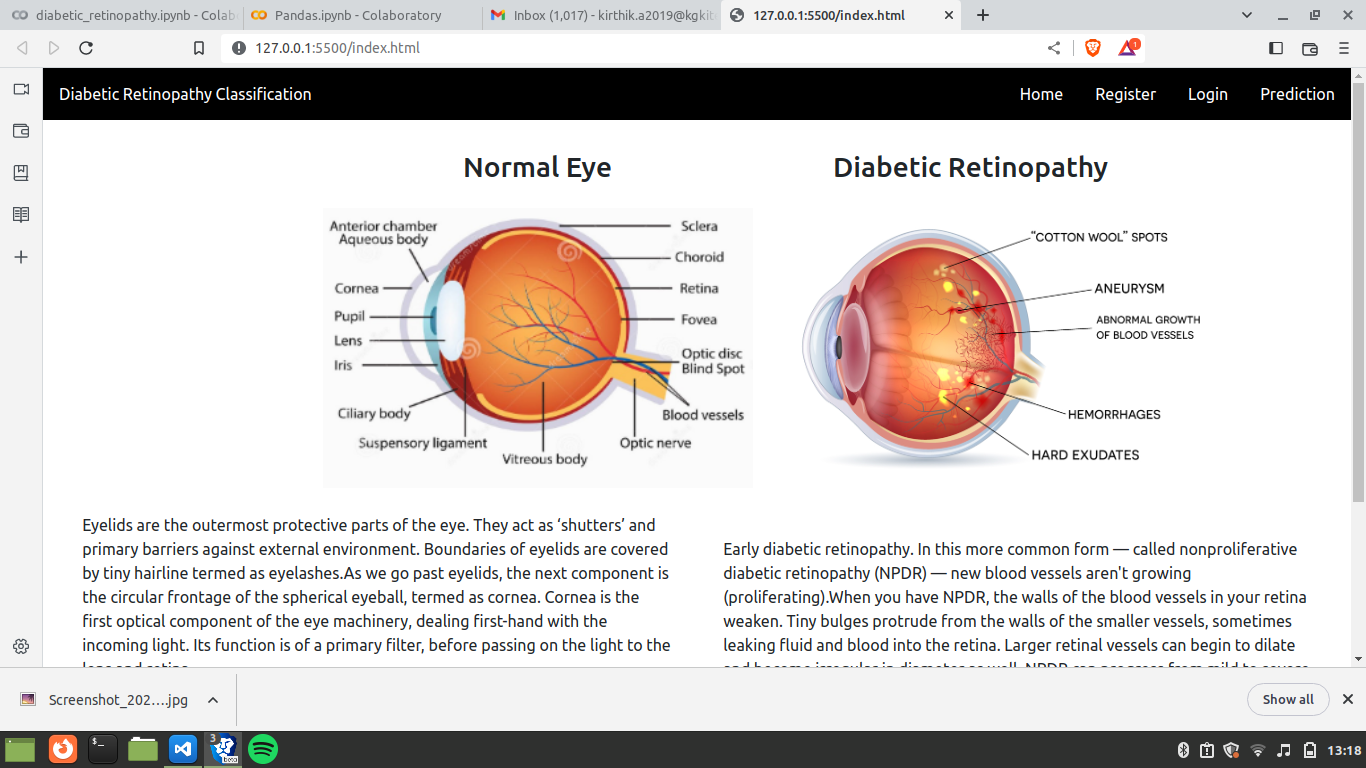 diabetic_retinopathy.ipynb - Colab
Pandas.ipynb - Colaboratory
Inbox (1,017) - kirthik.a2019@kgkit
127.0.0.1:5500/index.html
127.0.0.1:5500/index.html
1
Diabetic Retinopathy Classification
Home
Register
Login
Prediction
Normal Eye
Diabetic Retinopathy
Anterior chamber
Aqueous body
Cornea
Pupil
Lens
Iris
Ciliary body
Suspensory ligament
Vitreous body
Optic nerve
Blood vessels
Sclera
Choroid
Retina
Fovea
Optic disc
Blind Spot
“COTTON WOOL” SPOTS
ANEURYSM
ABNORMAL GROWTH
OF BLOOD VESSELS
HEMORRHAGES
HARD EXUDATES
Eyelids are the outermost protective parts of the eye. They act as ‘shutters’ and
primary barriers against external environment. Boundaries of eyelids are covered
by tiny hairline termed as eyelashes.As we go past eyelids, the next component is
the circular frontage of the spherical eyeball, termed as cornea. Cornea is the
first optical component of the eye machinery, dealing first-hand with the
incoming light. Its function is of a primary filter, before passing on the light to the
Early diabetic retinopathy. In this more common form — called nonproliferative
diabetic retinopathy (NPDR) — new blood vessels aren't growing
(proliferating).When you have NPDR, the walls of the blood vessels in your retina
weaken. Tiny bulges protrude from the walls of the smaller vessels, sometimes
leaking fluid and blood into the retina. Larger retinal vessels can begin to dilate
Screenshot_202....jpg
Show all
3
beta
13:18